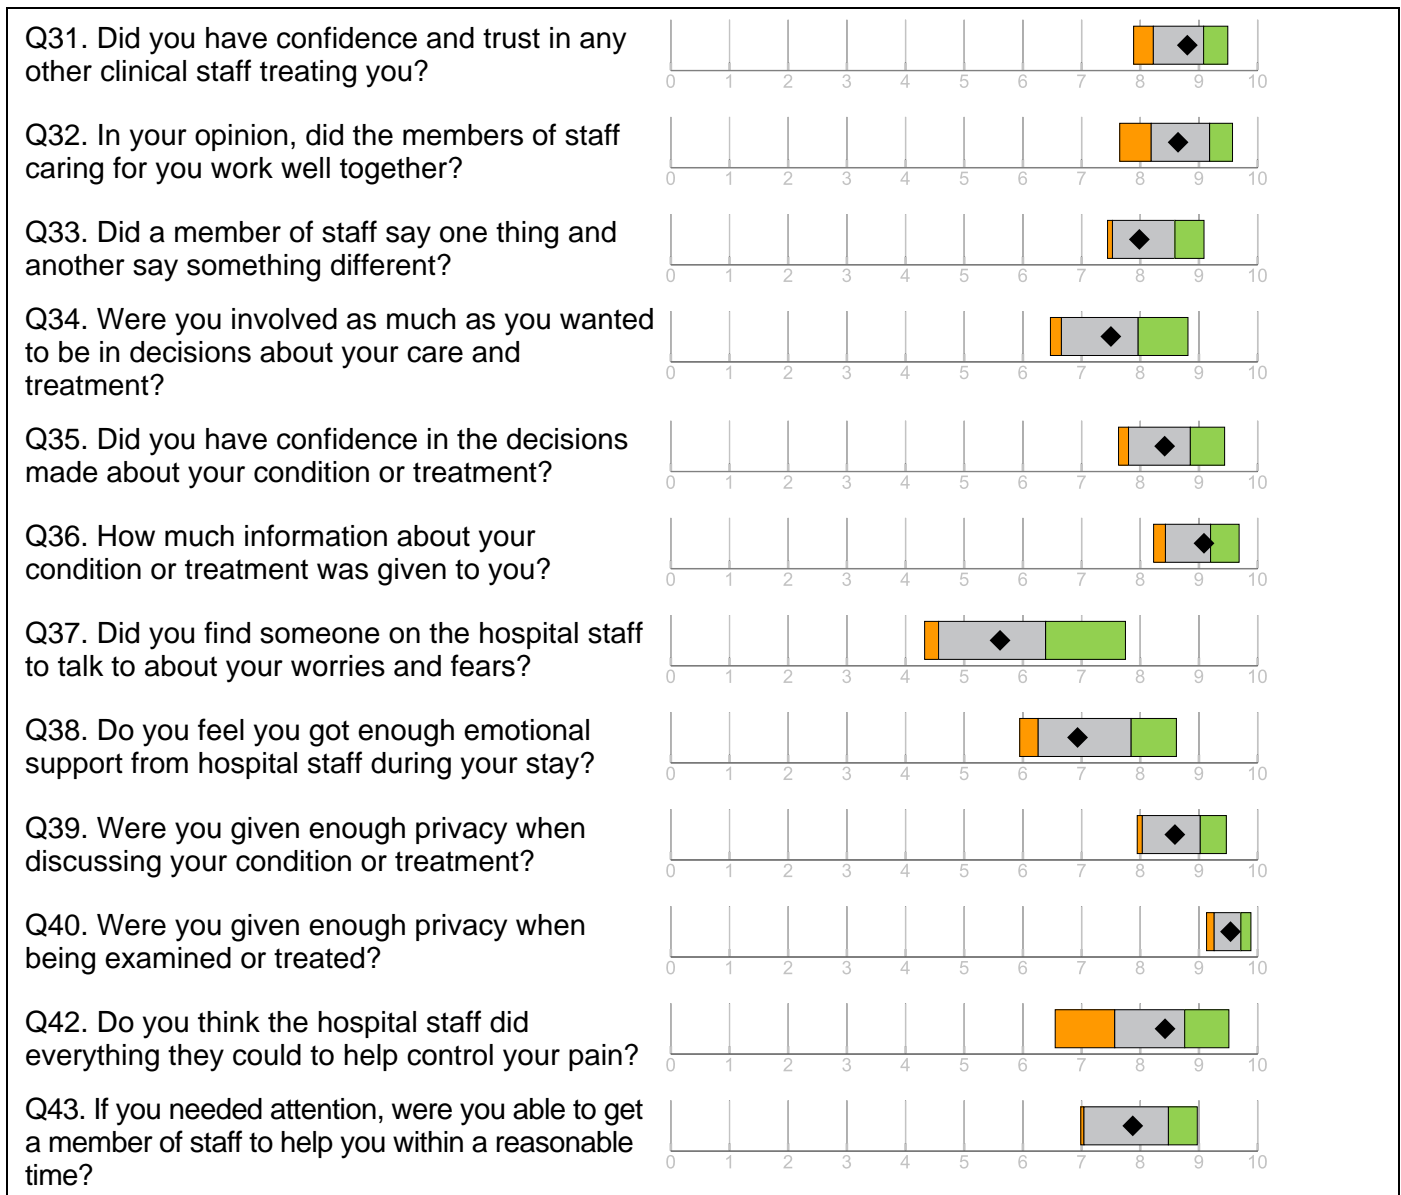 Q31. Did you have confidence and trust in any
other clinical staff treating you?
0 1 2 3 4 5 6 7 8 9 10
Q32. In your opinion, did the members of staff
caring for you work well together?
0 1 2 3 4 5 6 7 8 9 10
Q33. Did a member of staff say one thing and
another say something different?
0 1 2 3 4 5 6 7 8 9 10
Q34. Were you involved as much as you wanted
to be in decisions about your care and
treatment?
0 1 2 3 4 5 6 7 8 9 10
Q35. Did you have confidence in the decisions
made about your condition or treatment?
0 1 2 3 4 5 6 7 8 9 10
Q36. How much information about your
condition or treatment was given to you?
0 1 2 3 4 5 6 7 8 9 10
Q37. Did you find someone on the hospital staff
to talk to about your worries and fears?
0 1 2 3 4 5 6 7 8 9 10
Q38. Do you feel you got enough emotional
support from hospital staff during your stay?
0 1 2 3 4 5 6 7 8 9 10
Q39. Were you given enough privacy when
discussing your condition or treatment?
0 1 2 3 4 5 6 7 8 9 10
Q40. Were you given enough privacy when
being examined or treated?
0 1 2 3 4 5 6 7 8 9 10
Q42. Do you think the hospital staff did
everything they could to help control your pain?
0 1 2 3 4 5 6 7 8 9 10
Q43. If you needed attention, were you able to get
a member of staff to help you within a reasonable
time?
0 1 2 3 4 5 6 7 8 9 10